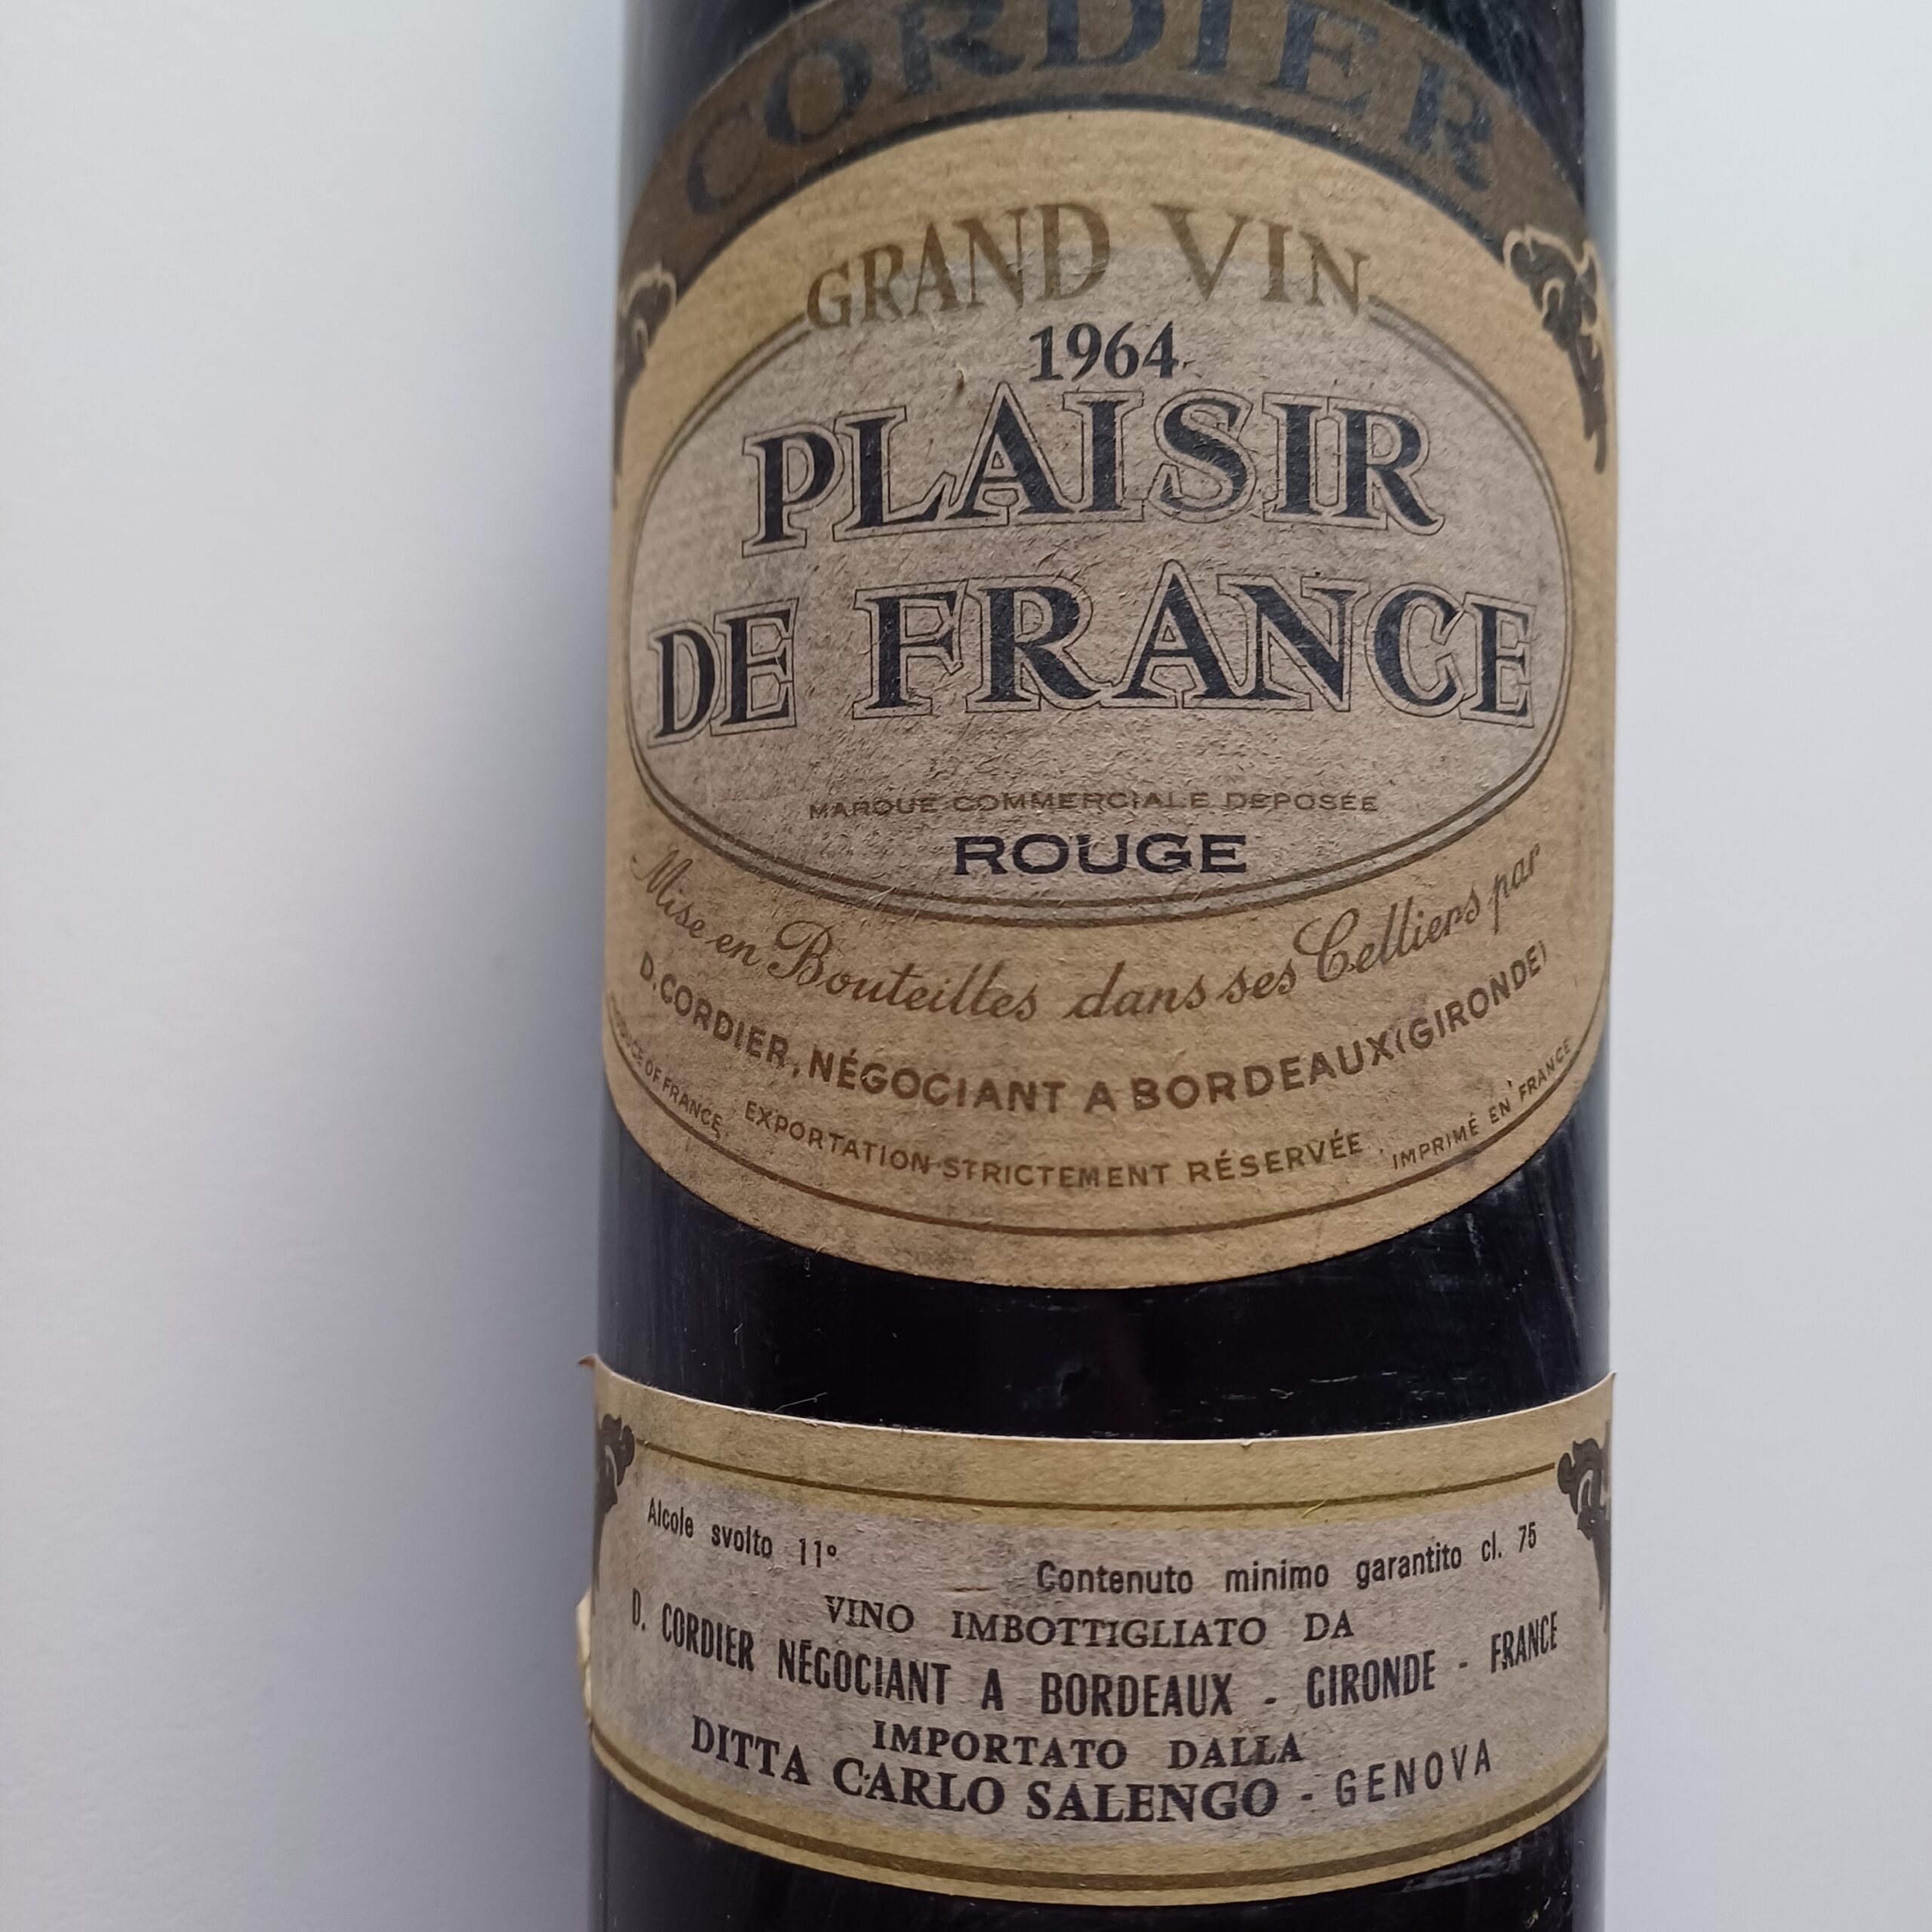 CORDIER
GRAND VIN
1964
PLAISIR
DE FRANCE
MARQUE COMMERCIALE DEPOSÉE
ROUGE
Mise en Bouteilles dans ses Celliers par
D. CORDIER, NÉGOCIANT A BORDEAUX (GIRONDE)
OF FRANCE EXPORTATION STRICTEMENT RÉSERVÉE IMPRIMÉ EN FRANCE
Alcole svolto 11° Contenuto minimo garantito cl. 75
VINO IMBOTTIGLIATO DA
D. CORDIER NÉGOCIANT A BORDEAUX - GIRONDE - FRANCE
IMPORTATO DALLA
DITTA CARLO SALENGO - GENOVA